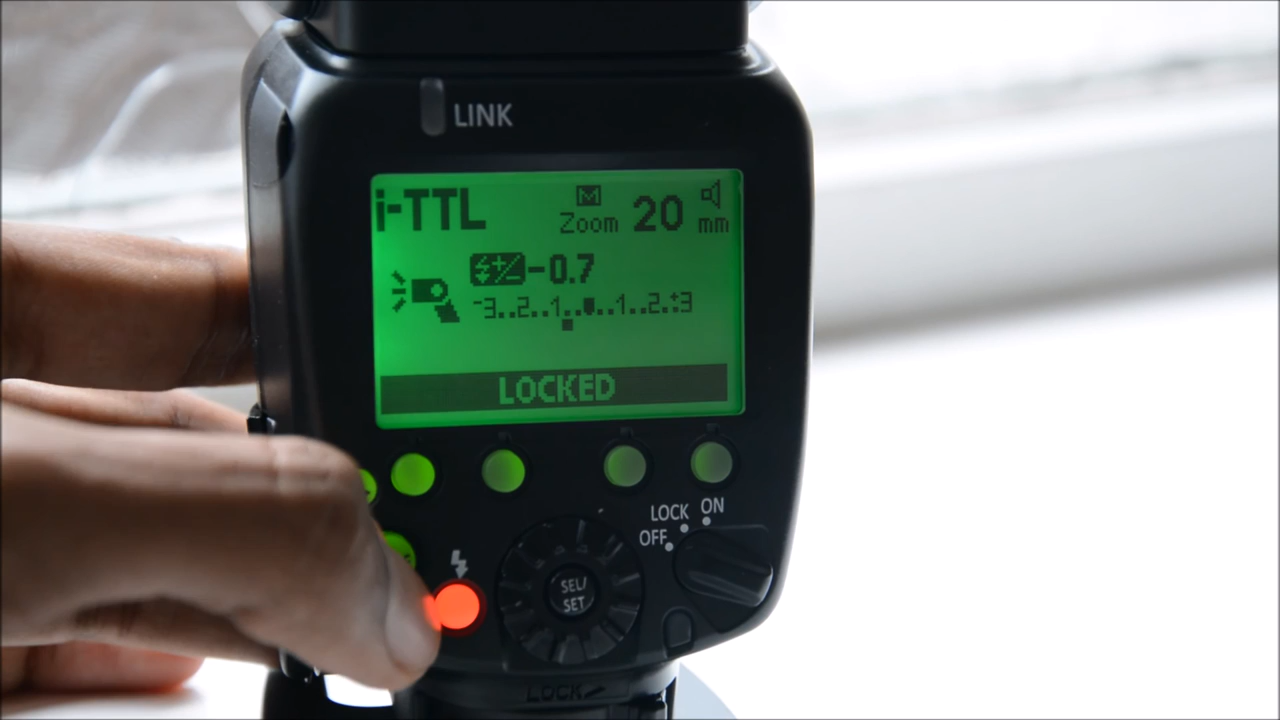 LINK
i-TTL
Zoom 20 mm
-0.7
-3..2..1..0..1..2.+3
LOCKED
LOCK ON
OFF
SEL/
SET
LOCK